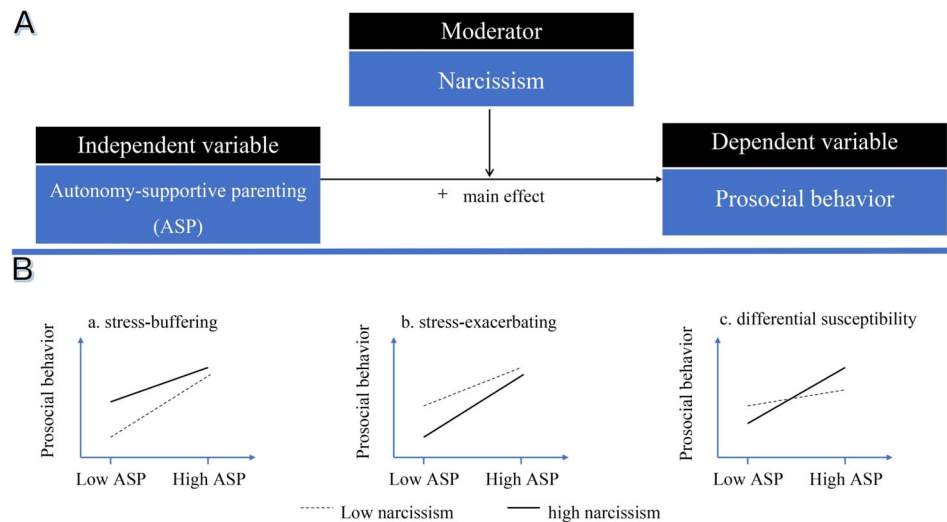 A
Moderator
Narcissism
Independent variable
Autonomy-supportive parenting
(ASP)
+ main effect
Dependent variable
Prosocial behavior
B
a. stress-buffering
Prosocial behavior
Low ASP High ASP
b. stress-exacerbating
Prosocial behavior
Low ASP High ASP
c. differential susceptibility
Prosocial behavior
Low ASP High ASP
Low narcissism high narcissism